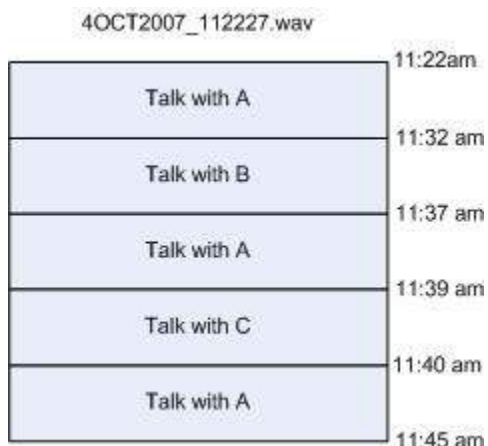 4OCT2007_112227.wav
11:22am
Talk with A
11:32 am
Talk with B
11:37 am
Talk with A
11:39 am
Talk with C
11:40 am
Talk with A
11:45 am